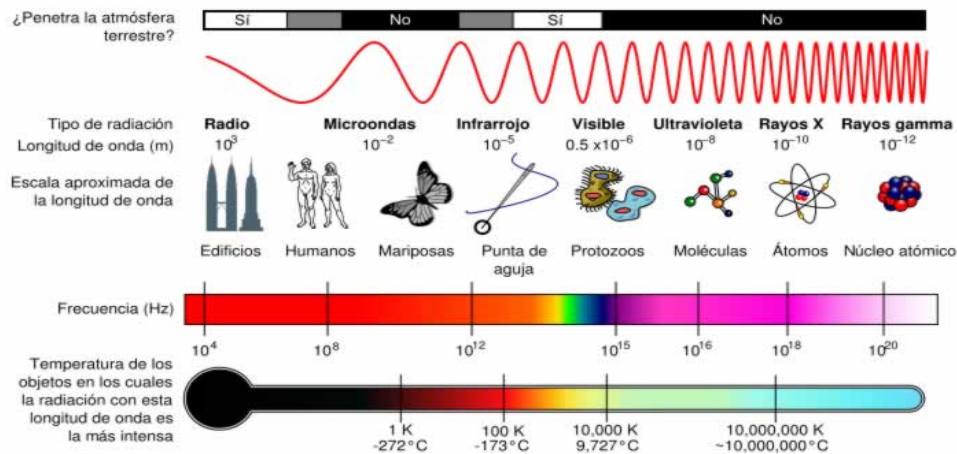 ¿Penetra la atmósfera
terrestre?
Sí No Sí No
Tipo de radiación Radio Microondas Infrarrojo Visible Ultravioleta Rayos X Rayos gamma
Longitud de onda (m) 10³ 10⁻² 10⁻⁵ 0.5 x10⁻⁶ 10⁻⁸ 10⁻¹⁰ 10⁻¹²
Escala aproximada de
la longitud de onda
Edificios Humanos Mariposas Punta de Protozoos Moléculas Átomos Núcleo atómico
aguja
Frecuencia (Hz)
10⁴ 10⁸ 10¹² 10¹⁵ 10¹⁶ 10¹⁸ 10²⁰
Temperatura de los
objetos en los cuales
la radiación con esta
longitud de onda es
la más intensa
1 K 100 K 10,000 K 10,000,000 K
-272°C -173°C 9,727°C ~10,000,000°C